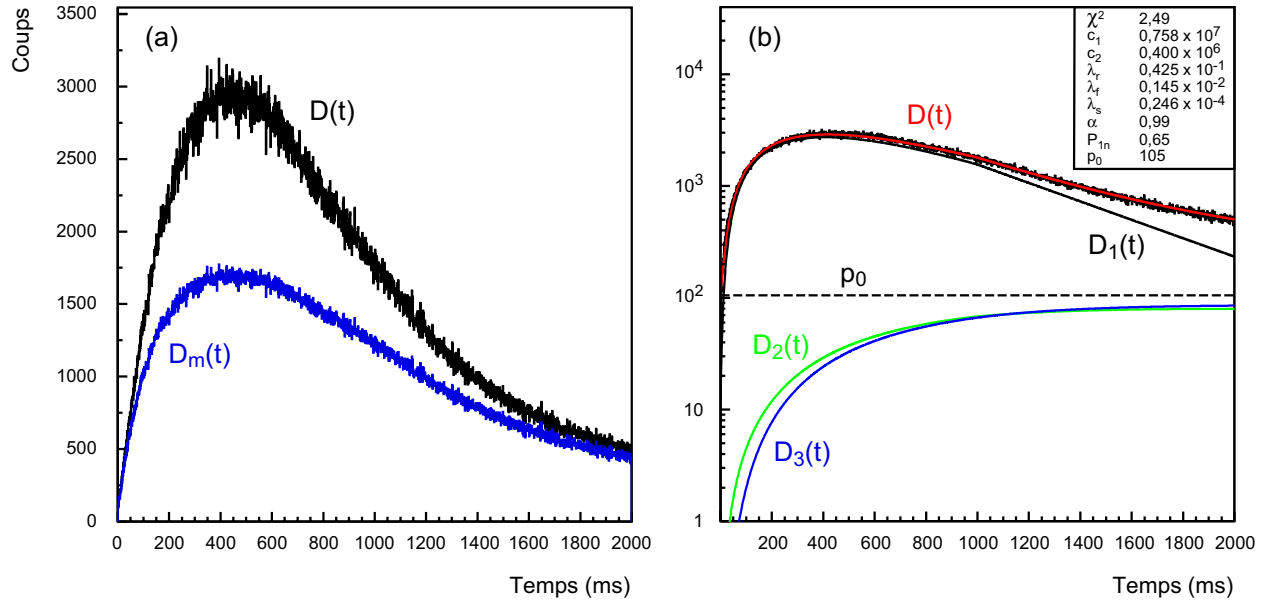 Coups
3500
3000
2500
2000
1500
1000
500
0
(a)
D(t)
Dₘ(t)
0 200 400 600 800 1000 1200 1400 1600 1800 2000
Temps (ms)
(b)
χ² 2,49
c₁ 0,758 x 10⁷
c₂ 0,400 x 10⁶
λᵣ 0,425 x 10⁻¹
λf 0,145 x 10⁻²
λₛ 0,246 x 10⁻⁴
α 0,99
P₁ₙ 0,65
p₀ 105
10⁴
10³
10²
10
1
D(t)
D₁(t)
p₀
D₂(t)
D₃(t)
200 400 600 800 1000 1200 1400 1600 1800 2000
Temps (ms)